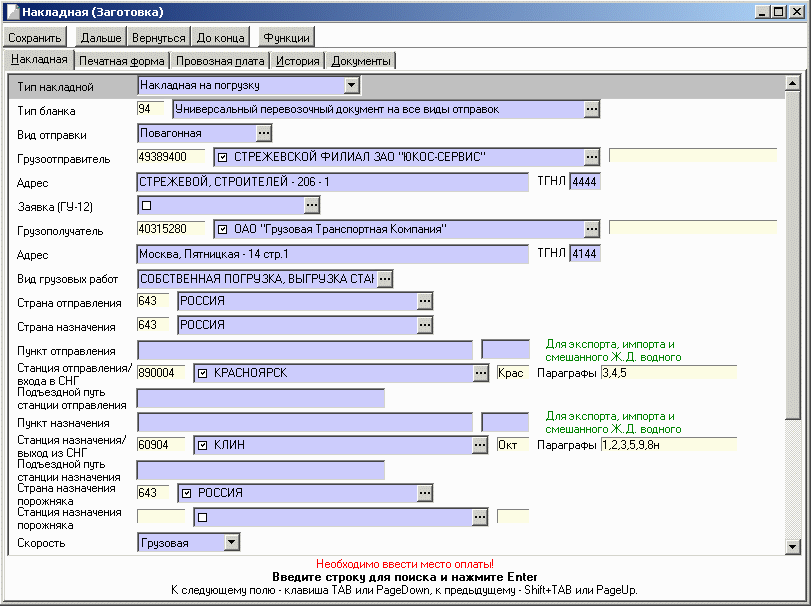 Накладная (Заготовка)
Сохранить Дальше Вернуться До конца Функции
Накладная Печатная форма Провозная плата История Документы
Тип накладной Накладная на погрузку
Тип бланка 94 Универсальный перевозочный документ на все виды отправок ...
Вид отправки Повагонная ...
Грузоотправитель 49389400 СТРЕЖЕВСКОЙ ФИЛИАЛ ЗАО "ЮКОС-СЕРВИС" ...
Адрес СТРЕЖЕВОЙ, СТРОИТЕЛЕЙ - 206 - 1 ТГНЛ 4444
Заявка (ГУ-12) ...
Грузополучатель 40315280 ОАО "Грузовая Транспортная Компания" ...
Адрес Москва, Пятницкая - 14 стр.1 ТГНЛ 4144
Вид грузовых работ СОБСТВЕННАЯ ПОГРУЗКА, ВЫГРУЗКА СТАН ...
Страна отправления 643 РОССИЯ ...
Страна назначения 643 РОССИЯ ...
Пункт отправления Для экспорта, импорта и
смешанного Ж.Д. водного
Станция отправления/
входа в СНГ 890004 КРАСНОЯРСК ... Крас Параграфы 3,4,5
Подъездной путь
станции отправления
Пункт назначения Для экспорта, импорта и
смешанного Ж.Д. водного
Станция назначения/
выход из СНГ 60904 КЛИН ... Окт Параграфы 1,2,3,5,9,8н
Подъездной путь
станции назначения
Страна назначения
порожняка 643 РОССИЯ ...
Станция назначения
порожняка ...
Скорость Грузовая
Необходимо ввести место оплаты!
Введите строку для поиска и нажмите Enter
К следующему полю - клавиша TAB или PageDown, к предыдущему - Shift+TAB или PageUp.